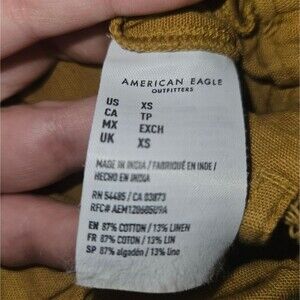 AMERICAN EAGLE
OUTFITTERS
US XS
CA TP
MX EXCH
UK XS
MADE IN INDIA / FABRIQUÉ EN INDE /
HECHO EN INDIA
RN 54485 / CA 03873
RFC# AEM1206050J9A
EN 87% COTTON / 13% LINEN
FR 87% COTON / 13% LIN
SP 87% algodón / 13% lino